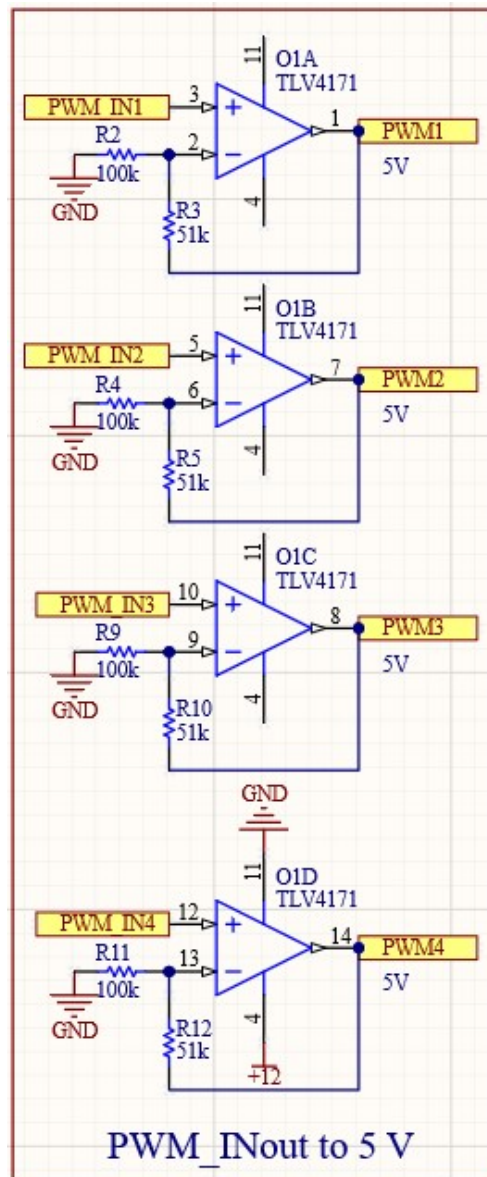 11
O1A
TLV4171
PWM_IN1
3
+
1
PWM1
R2
2
−
5V
100k
GND
R3
51k
4
11
O1B
TLV4171
PWM_IN2
5
+
7
PWM2
R4
6
−
5V
100k
GND
R5
51k
4
11
O1C
TLV4171
PWM_IN3
10
+
8
PWM3
R9
9
−
5V
100k
GND
R10
51k
4
GND
11
O1D
TLV4171
PWM_IN4
12
+
14
PWM4
R11
13
−
5V
100k
GND
R12
51k
4
+12
PWM_INout to 5 V